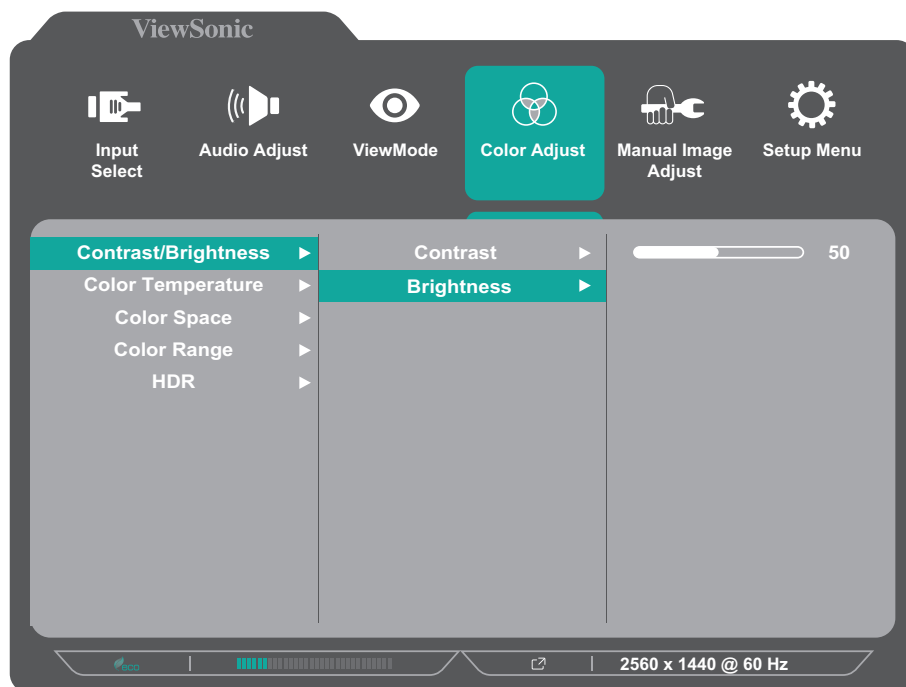 ViewSonic
Input
Select
Audio Adjust
ViewMode
Color Adjust
Manual Image
Adjust
Setup Menu
Contrast/Brightness
Color Temperature
Color Space
Color Range
HDR
Contrast
Brightness
50
eco
2560 x 1440 @ 60 Hz